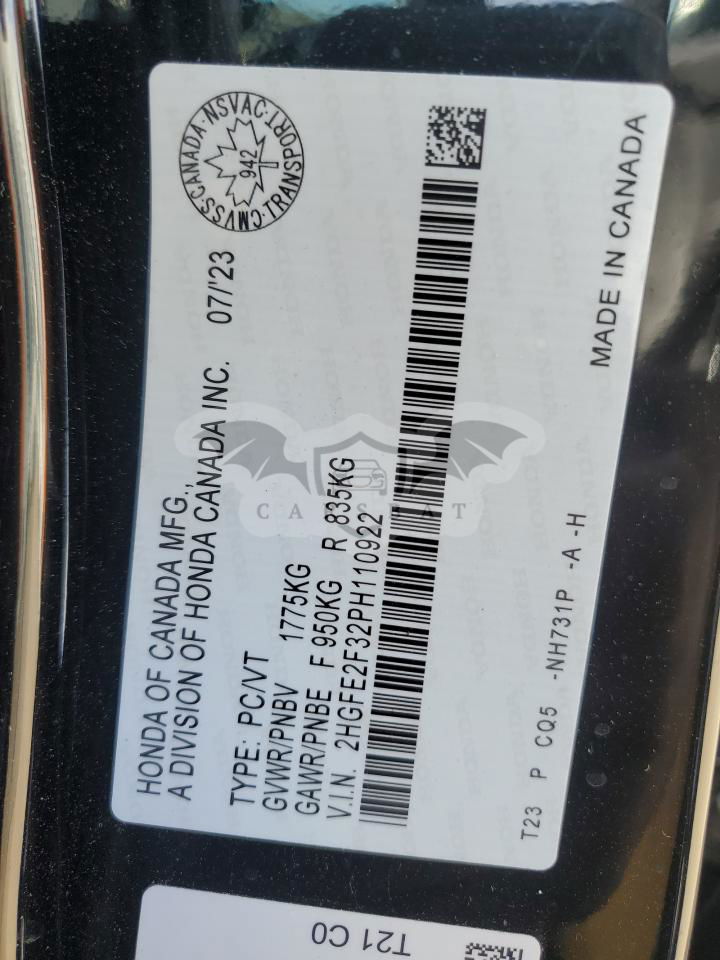 HONDA OF CANADA MFG.,
A DIVISION OF HONDA CANADA INC. 07/'23
CMVSS·CANADA·NSVAC·TRANSPORT·
942
TYPE: PC/VT
GVWR/PNBV 1775KG
GAWR/PNBE F 950KG R 835KG
V.I.N. 2HGFE2F32PH110922
MADE IN CANADA
T23 P CQ5 -NH731P -A -H
T21 C0